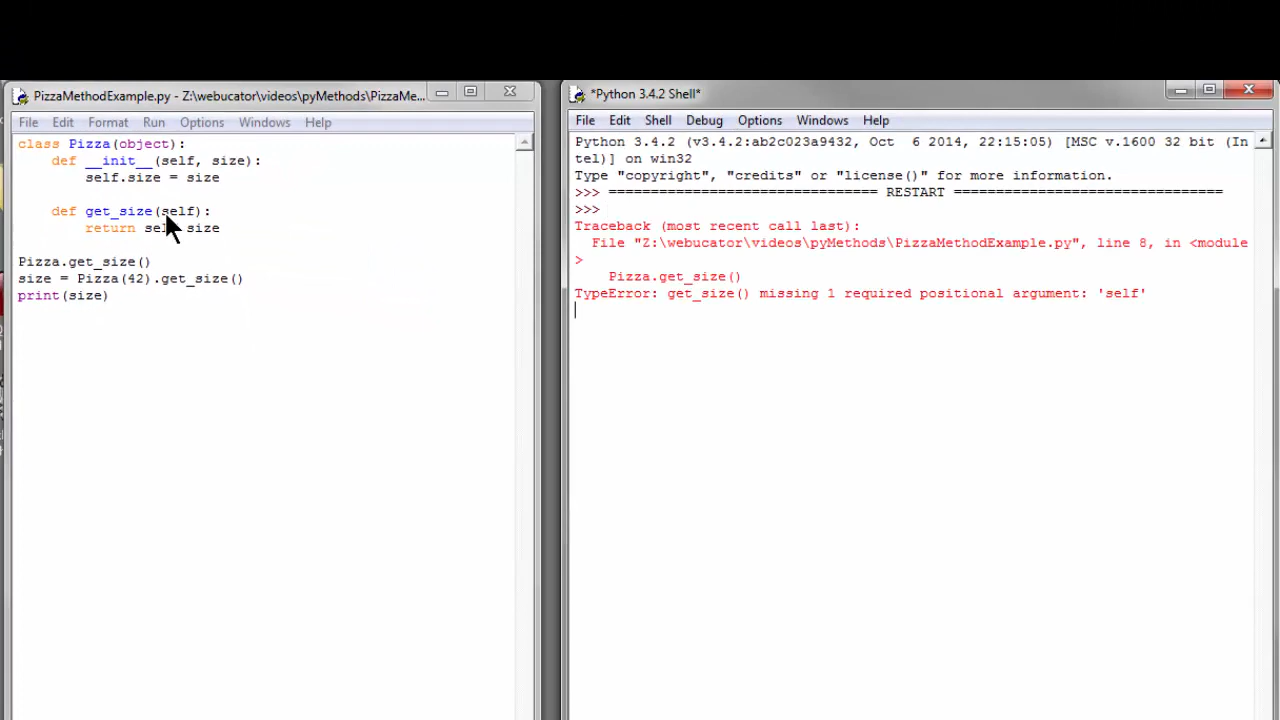 PizzaMethodExample.py - Z:\webucator\videos\pyMethods\PizzaMe...
File Edit Format Run Options Windows Help
class Pizza(object):
    def __init__(self, size):
        self.size = size
    def get_size(self):
        return self.size
Pizza.get_size()
size = Pizza(42).get_size()
print(size)
*Python 3.4.2 Shell*
File Edit Shell Debug Options Windows Help
Python 3.4.2 (v3.4.2:ab2c023a9432, Oct  6 2014, 22:15:05) [MSC v.1600 32 bit (In
tel)] on win32
Type "copyright", "credits" or "license()" for more information.
>>> ================================ RESTART ================================
>>>
Traceback (most recent call last):
  File "Z:\webucator\videos\pyMethods\PizzaMethodExample.py", line 8, in <module
>
    Pizza.get_size()
TypeError: get_size() missing 1 required positional argument: 'self'